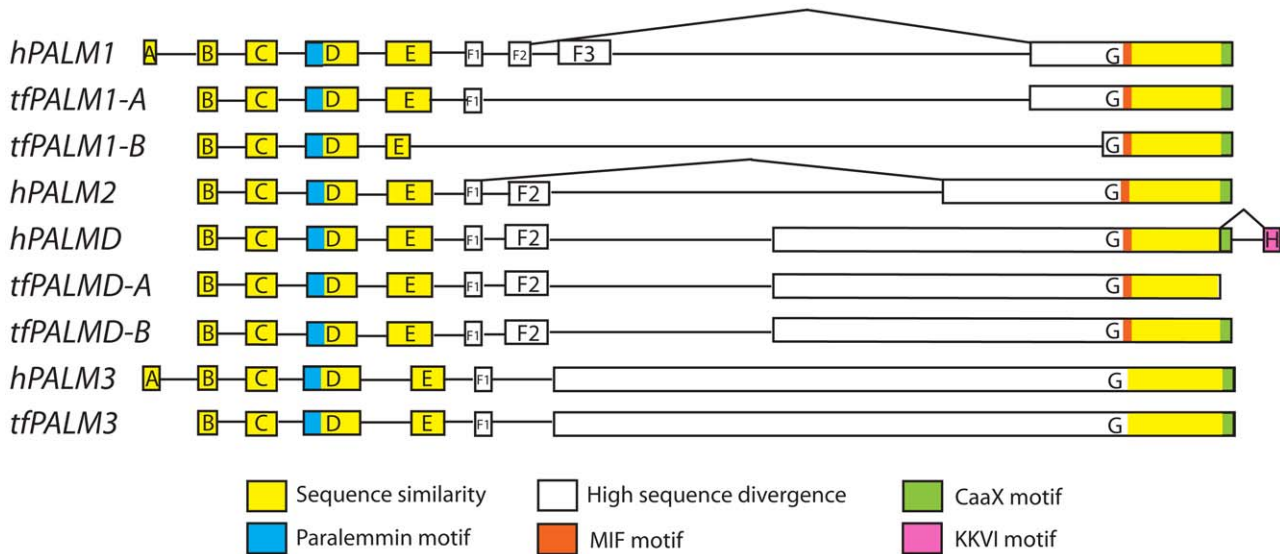 hPALM1 A B C D E F1 F2 F3 G
tfPALM1-A B C D E F1 G
tfPALM1-B B C D E G
hPALM2 B C D E F1 F2 G
hPALMD B C D E F1 F2 G H
tfPALMD-A B C D E F1 F2 G
tfPALMD-B B C D E F1 F2 G
hPALM3 A B C D E F1 G
tfPALM3 B C D E F1 G
Sequence similarity High sequence divergence CaaX motif
Paralemmin motif MIF motif KKVI motif